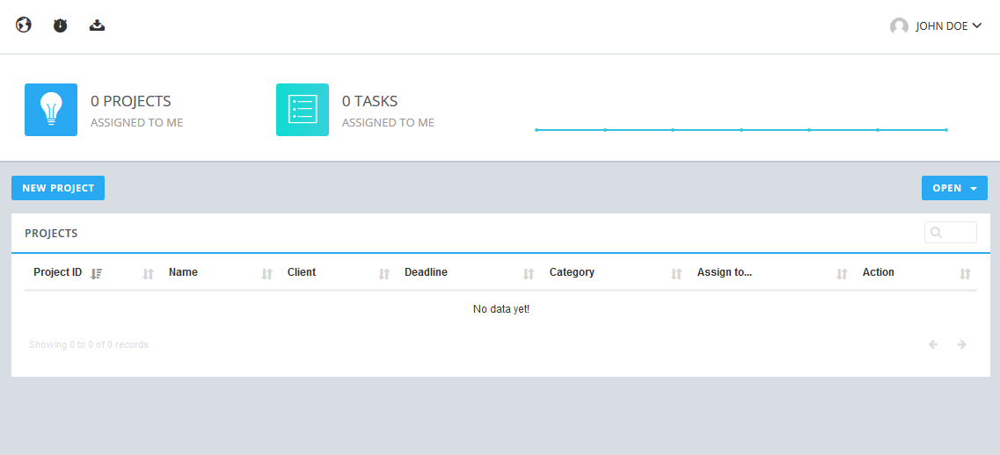 JOHN DOE
0 PROJECTS
ASSIGNED TO ME
0 TASKS
ASSIGNED TO ME
NEW PROJECT
OPEN
PROJECTS
Project ID Name Client Deadline Category Assign to... Action
No data yet!
Showing 0 to 0 of 0 records